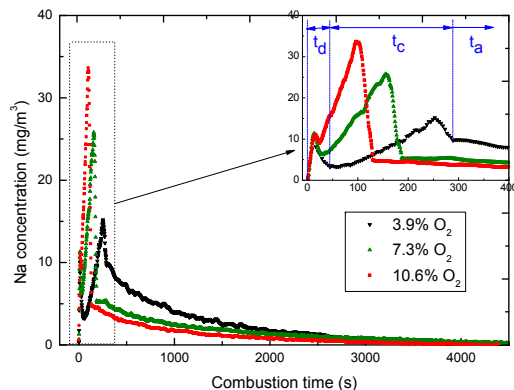 40
30
20
10
0
Na concentration (mg/m³)
0
1000
2000
3000
4000
Combustion time (s)
40
30
20
10
0
0
100
200
300
400
t_d
t_c
t_a
3.9% O₂
7.3% O₂
10.6% O₂